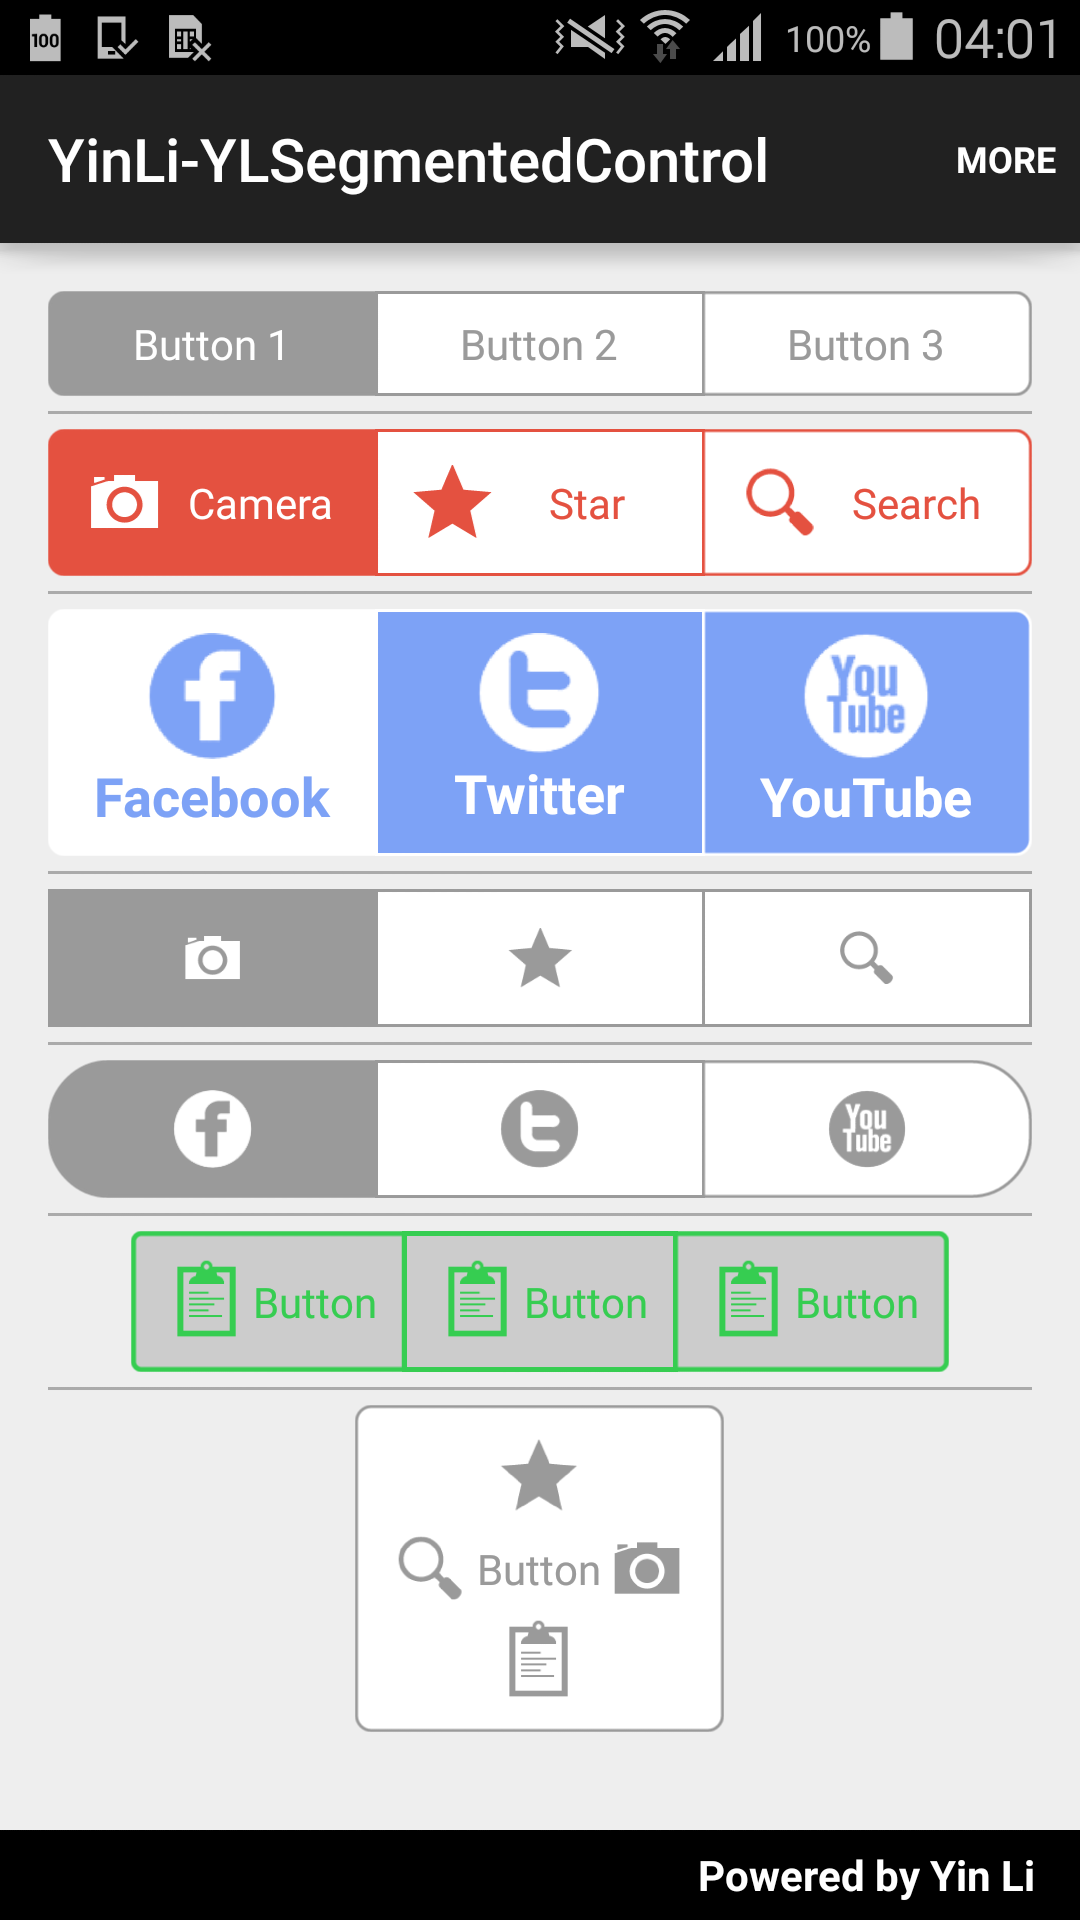 100 100% 04:01
YinLi-YLSegmentedControl MORE
Button 1 Button 2 Button 3
Camera Star Search
f t You Tube
Facebook Twitter YouTube
f t You Tube
Button Button Button
Button
Powered by Yin Li